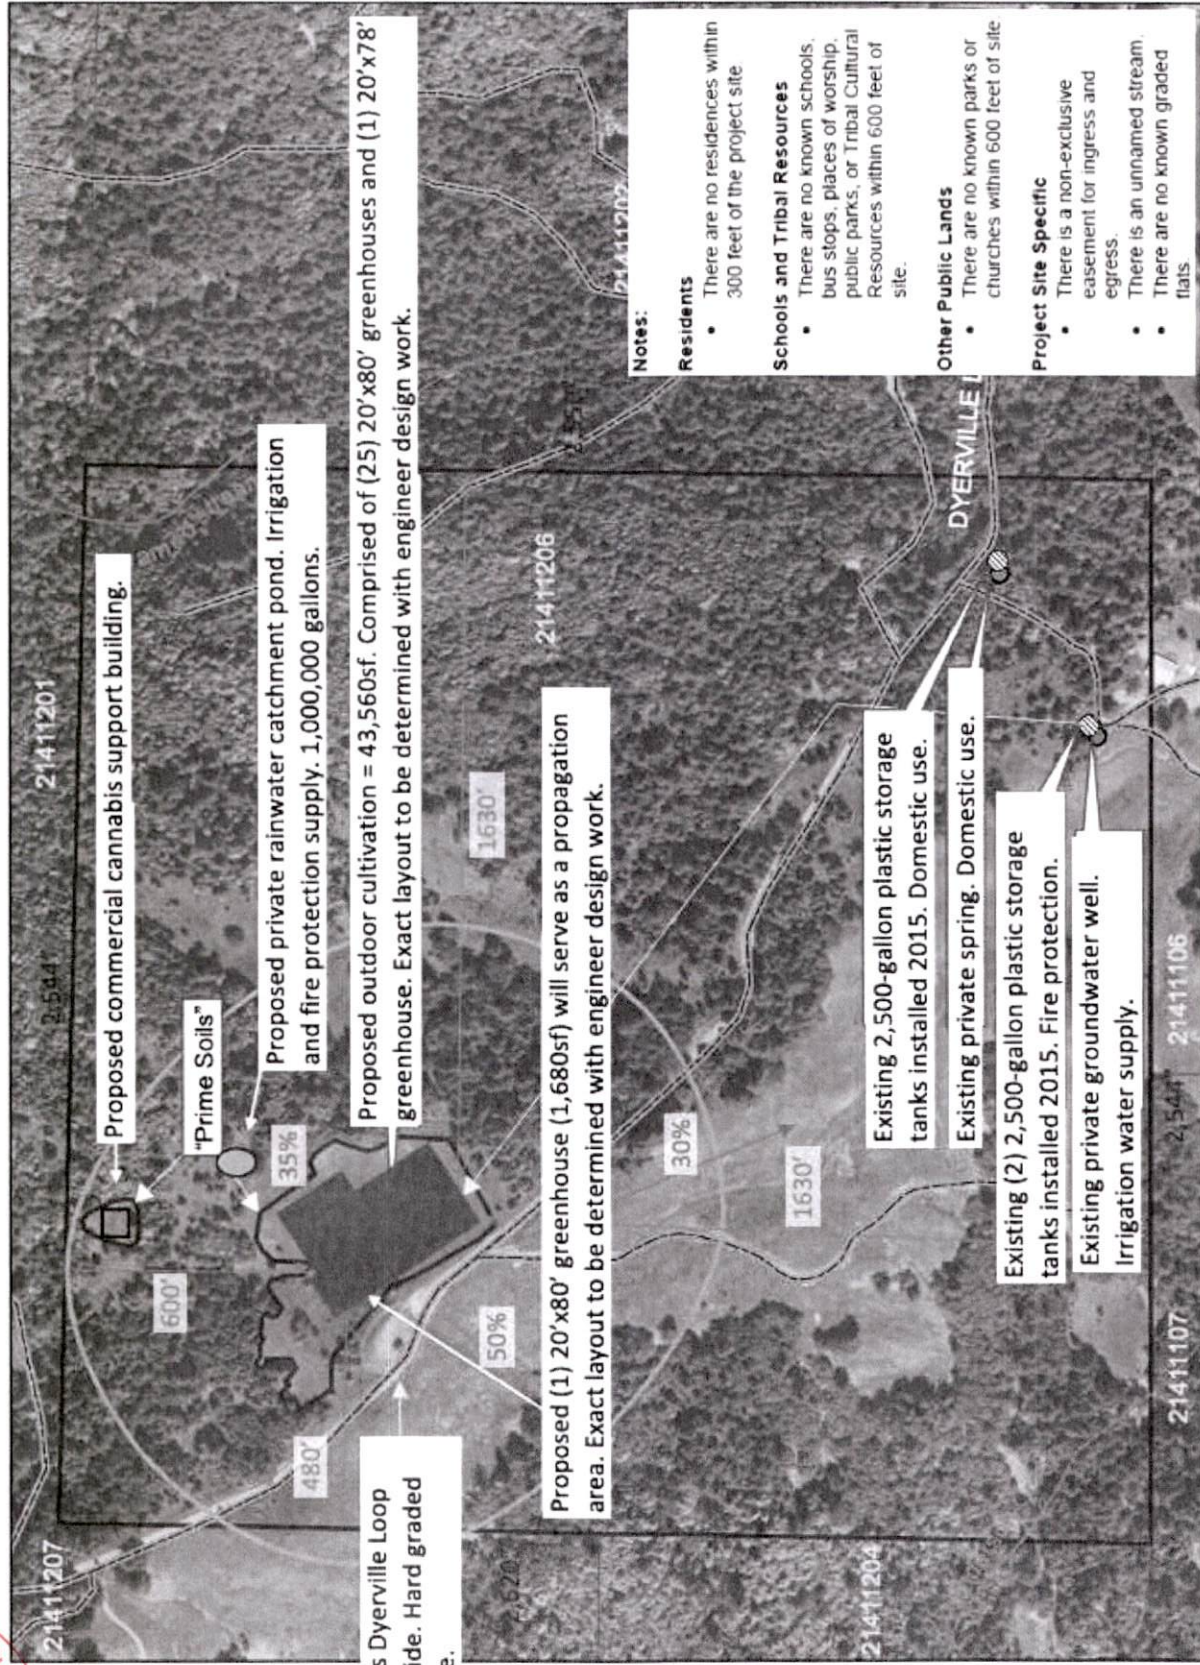 21411207
21411201
2,544'
Proposed commercial cannabis support building.
"Prime Soils"
600'
35%
Proposed private rainwater catchment pond. Irrigation
and fire protection supply. 1,000,000 gallons.
480'
Proposed outdoor cultivation = 43,560sf. Comprised of (25) 20'x80' greenhouses and (1) 20'x78'
greenhouse. Exact layout to be determined with engineer design work.
s Dyerville Loop
ide. Hard graded
e.
50%
1630'
21411206
Proposed (1) 20'x80' greenhouse (1,680sf) will serve as a propagation
area. Exact layout to be determined with engineer design work.
30%
1630'
21411202
Notes:
Residents
• There are no residences within
300 feet of the project site
Schools and Tribal Resources
• There are no known schools,
bus stops, places of worship,
public parks, or Tribal Cultural
Resources within 600 feet of
site.
Other Public Lands
• There are no known parks or
churches within 600 feet of site
Project Site Specific
• There is a non-exclusive
easement for ingress and
egress.
• There is an unnamed stream.
• There are no known graded
flats.
DYERVILLE
Existing 2,500-gallon plastic storage
tanks installed 2015. Domestic use.
Existing private spring. Domestic use.
Existing (2) 2,500-gallon plastic storage
tanks installed 2015. Fire protection.
Existing private groundwater well.
Irrigation water supply.
21411204
21411107
2,544'
21411106